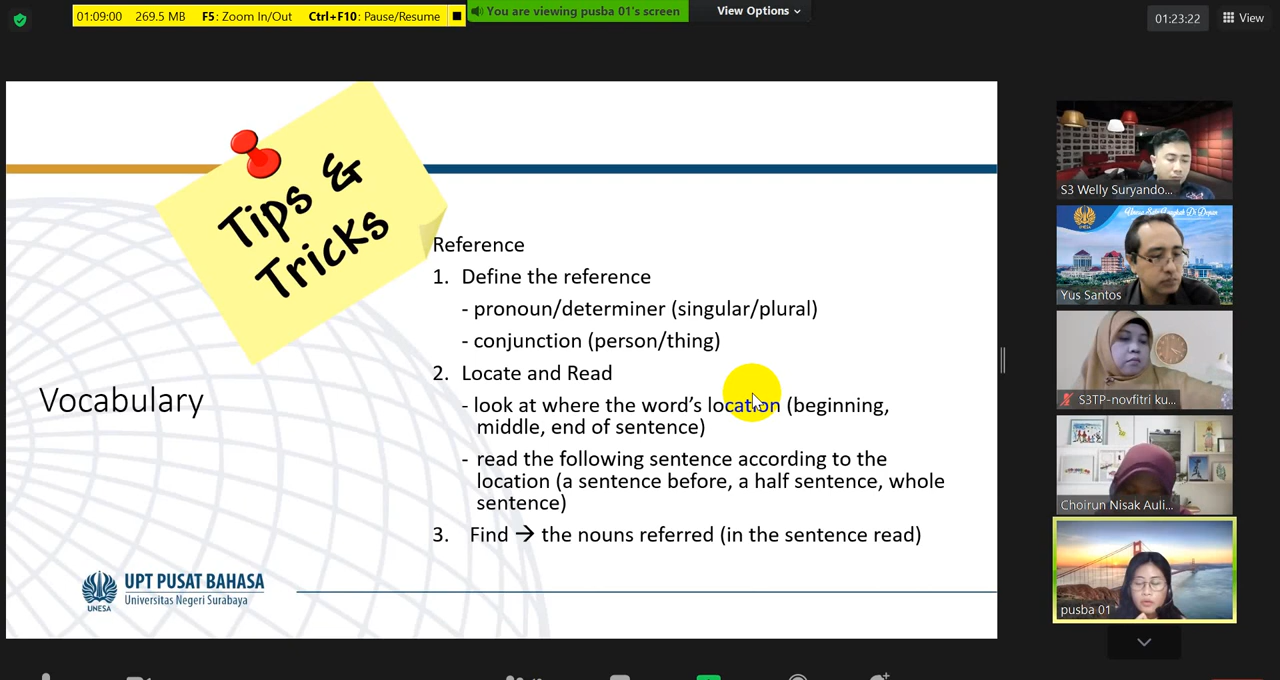 01:09:00 269.5 MB F5: Zoom In/Out Ctrl+F10: Pause/Resume
You are viewing pusba 01's screen
View Options
01:23:22
View
Tips &
Tricks
Vocabulary
Reference
1. Define the reference
- pronoun/determiner (singular/plural)
- conjunction (person/thing)
2. Locate and Read
- look at where the word's location (beginning,
middle, end of sentence)
- read the following sentence according to the
location (a sentence before, a half sentence, whole
sentence)
3. Find → the nouns referred (in the sentence read)
UNESA
UPT PUSAT BAHASA
Universitas Negeri Surabaya
S3 Welly Suryando...
UNESA
Di Depan
Yus Santos
S3TP-novfitri ku...
Choirun Nisak Auli...
pusba 01